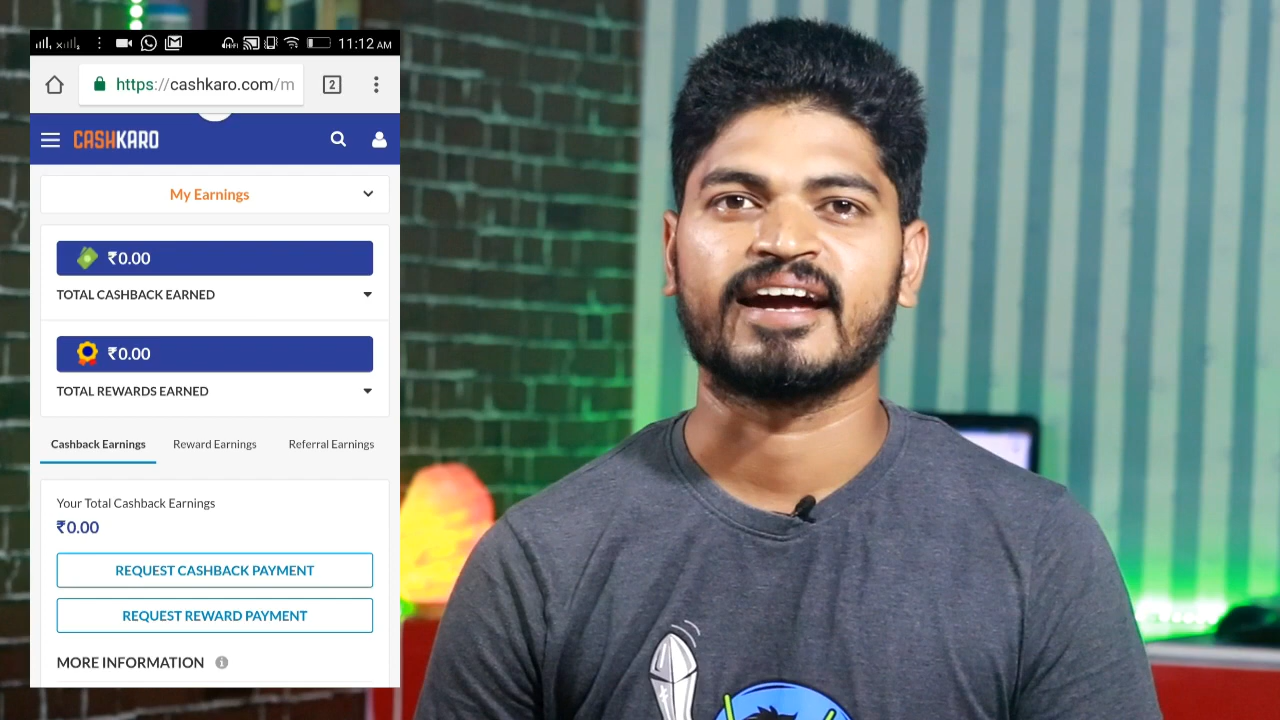 11:12 AM
https://cashkaro.com/m
2
CASHKARO
My Earnings
₹0.00
TOTAL CASHBACK EARNED
₹0.00
TOTAL REWARDS EARNED
Cashback Earnings Reward Earnings Referral Earnings
Your Total Cashback Earnings
₹0.00
REQUEST CASHBACK PAYMENT
REQUEST REWARD PAYMENT
MORE INFORMATION